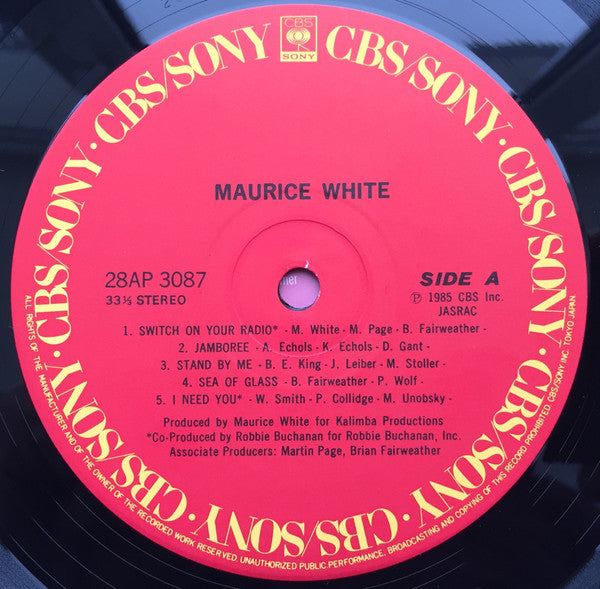 CBS
SONY
CBS/SONY · CBS/SONY · CBS/SONY · CBS/SONY · CBS/SONY · CBS/SONY · CBS/SONY · CBS/SONY
MAURICE WHITE
28AP 3087
33⅓ STEREO
SIDE A
Ⓟ 1985 CBS Inc.
JASRAC
1. SWITCH ON YOUR RADIO* - M. White - M. Page - B. Fairweather -
2. JAMBOREE - A. Echols - K. Echols - D. Gant -
3. STAND BY ME - B. E. King - J. Leiber - M. Stoller -
4. SEA OF GLASS - B. Fairweather - P. Wolf -
5. I NEED YOU* - W. Smith - P. Collidge - M. Unobsky -
Produced by Maurice White for Kalimba Productions
*Co-Produced by Robbie Buchanan for Robbie Buchanan, Inc.
Associate Producers: Martin Page, Brian Fairweather
ALL RIGHTS OF THE MANUFACTURER AND OF THE OWNER OF THE RECORDED WORK RESERVED. UNAUTHORIZED PUBLIC PERFORMANCE, BROADCASTING AND COPYING OF THIS RECORD PROHIBITED. CBS/SONY INC. TOKYO JAPAN